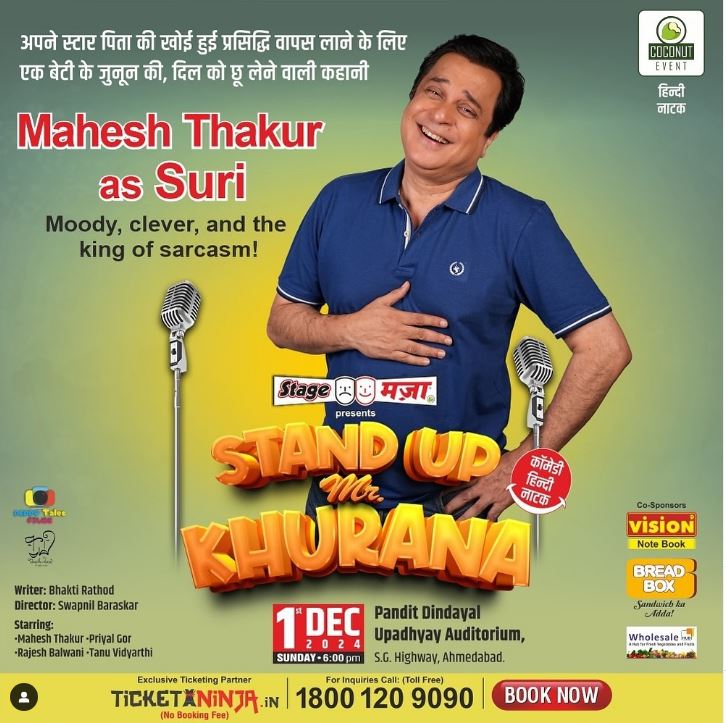 अपने स्टार पिता की खोई हुई प्रसिद्धि वापस लाने के लिए
एक बेटी के जुनून की, दिल को छू लेने वाली कहानी
COCONUT
EVENT
हिन्दी
नाटक
Mahesh Thakur
as Suri
Moody, clever, and the
king of sarcasm!
Stage मज़ा
presents
STAND UP
Mr.
KHURANA
कॉमेडी
हिन्दी
नाटक
Writer: Bhakti Rathod
Director: Swapnil Baraskar
Starring:
•Mahesh Thakur •Priyal Gor
•Rajesh Balwani •Tanu Vidyarthi
1st DEC
2024
SUNDAY • 6:00 pm
Pandit Dindayal
Upadhyay Auditorium,
S.G. Highway, Ahmedabad.
Co-Sponsors
vision
Note Book
BREAD
BOX
Sandwich ka
Adda!
Wholesale
Exclusive Ticketing Partner
TiCKETNiNJA.iN
(No Booking Fee)
For Inquiries Call: (Toll Free)
1800 120 9090
BOOK NOW